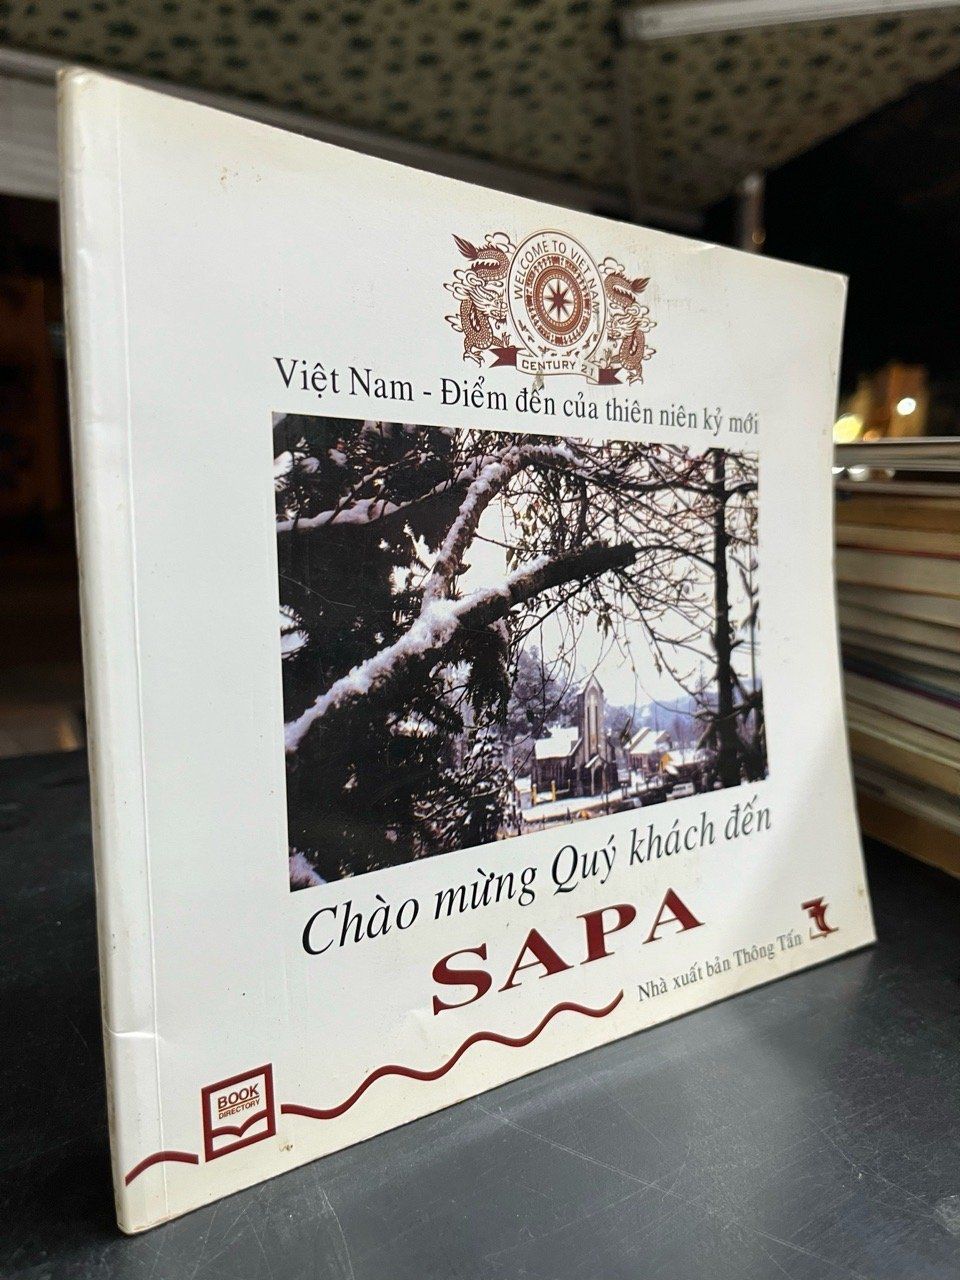 WELCOME TO VIET NAM
CENTURY 21
Việt Nam - Điểm đến của thiên niên kỷ mới
Chào mừng Quý khách đến
SAPA
Nhà xuất bản Thông Tấn
BOOK
DIRECTORY